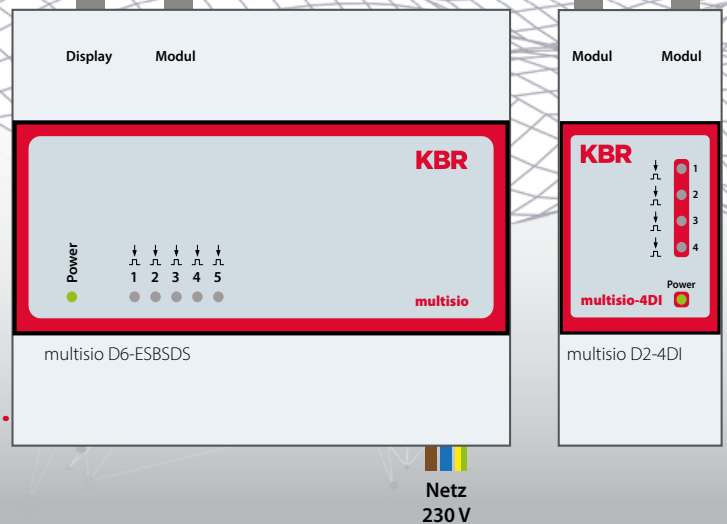 Display Modul
KBR
Power
1 2 3 4 5
multisio
multisio D6-ESBSDS
Netz
230 V
Modul Modul
KBR
1
2
3
4
Power
multisio-4DI
multisio D2-4DI